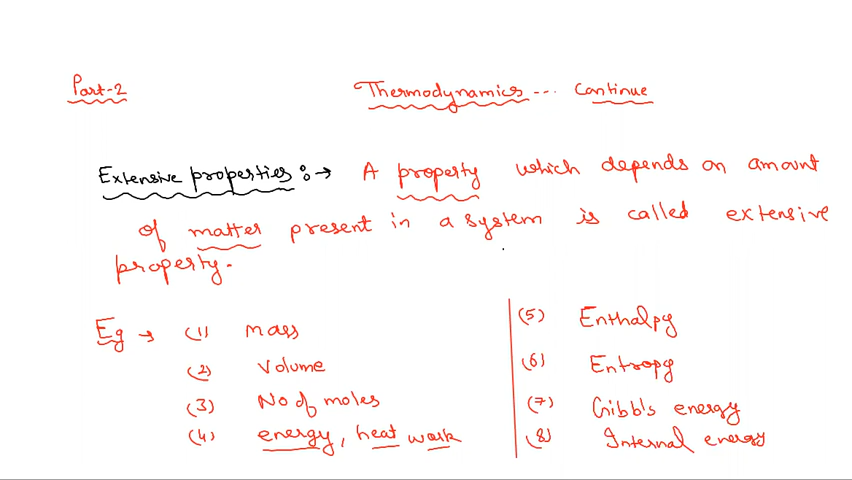 Part-2
Thermodynamics ... Continue
Extensive properties :→ A property which depends on amount
of matter present in a system is called extensive
property.
Eg → (1) mass
(2) Volume
(3) No of moles
(4) energy, heat work
(5) Enthalpy
(6) Entropy
(7) Gibb's energy
(8) Internal energy